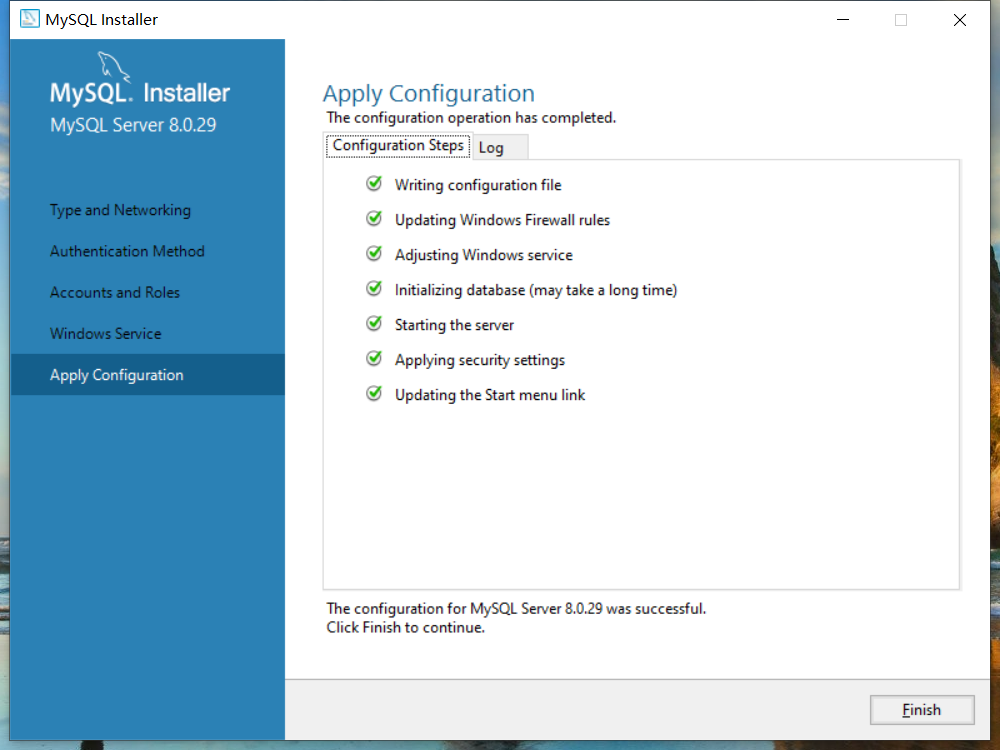 MySQL Installer
MySQL. Installer
MySQL Server 8.0.29
Type and Networking
Authentication Method
Accounts and Roles
Windows Service
Apply Configuration
Apply Configuration
The configuration operation has completed.
Configuration Steps Log
Writing configuration file
Updating Windows Firewall rules
Adjusting Windows service
Initializing database (may take a long time)
Starting the server
Applying security settings
Updating the Start menu link
The configuration for MySQL Server 8.0.29 was successful.
Click Finish to continue.
Finish